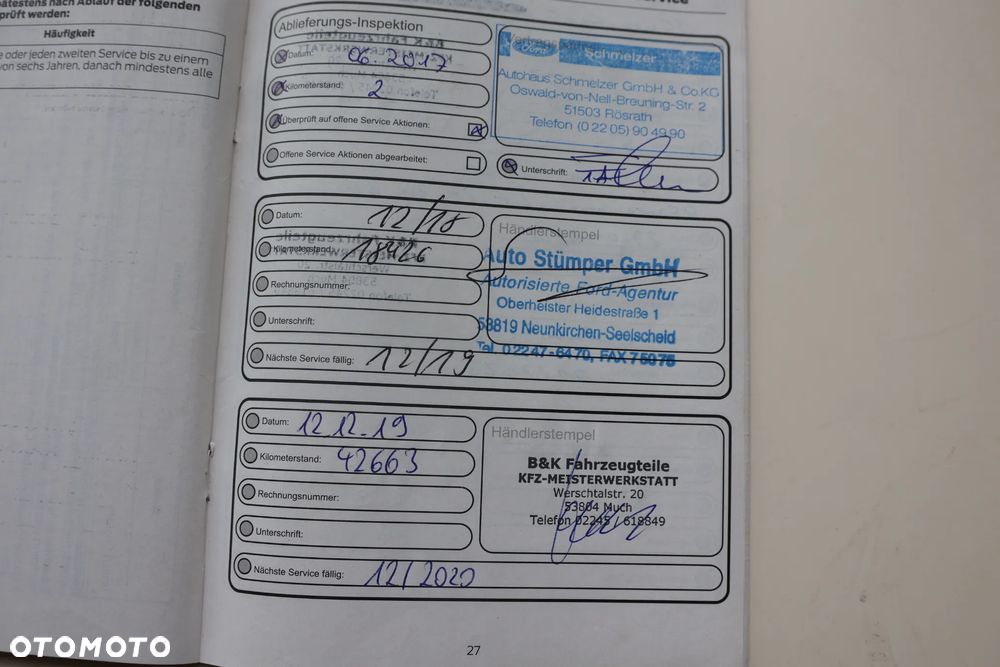 ätestens nach Ablauf der folgenden
prüft werden:
Häufigkeit
e oder jeden zweiten Service bis zu einem
von sechs Jahren, danach mindestens alle
Ablieferungs-Inspektion
Datum: 06.2017
Kilometerstand: 2
Überprüft auf offene Service Aktionen:
Offene Service Aktionen abgearbeitet:
Ford Schmelzer
Autohaus Schmelzer GmbH & Co.KG
Oswald-von-Nell-Breuning-Str. 2
51503 Rösrath
Telefon (0 22 05) 90 49 90
Unterschrift:
Datum: 12/18
Kilometerstand: 18426
Rechnungsnummer:
Unterschrift:
Nächste Service fällig: 12/19
Händlerstempel
Auto Stümper GmbH
Autorisierte Ford-Agentur
Oberheister Heidestraße 1
53819 Neunkirchen-Seelscheid
Tel. 02247-6470, FAX 75975
Datum: 12.12.19
Kilometerstand: 42663
Rechnungsnummer:
Unterschrift:
Nächste Service fällig: 12/2020
Händlerstempel
B&K Fahrzeugteile
KFZ-MEISTERWERKSTATT
Werschtalstr. 20
53804 Much
Telefon 02245 / 618849
27
OTOMOTO